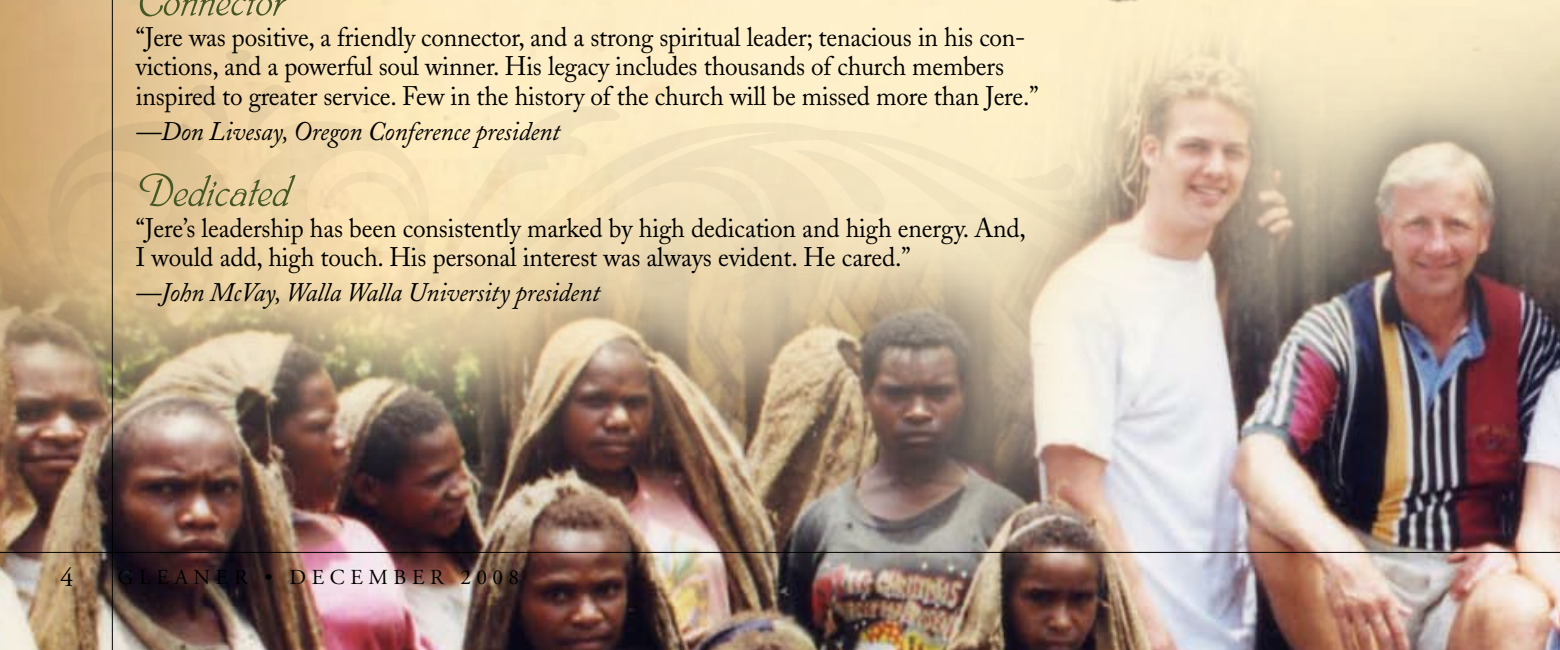 Connector
“Jere was positive, a friendly connector, and a strong spiritual leader; tenacious in his con-
victions, and a powerful soul winner. His legacy includes thousands of church members
inspired to greater service. Few in the history of the church will be missed more than Jere.”
—Don Livesay, Oregon Conference president
Dedicated
“Jere’s leadership has been consistently marked by high dedication and high energy. And,
I would add, high touch. His personal interest was always evident. He cared.”
—John McVay, Walla Walla University president
4 GLEANER • DECEMBER 2008